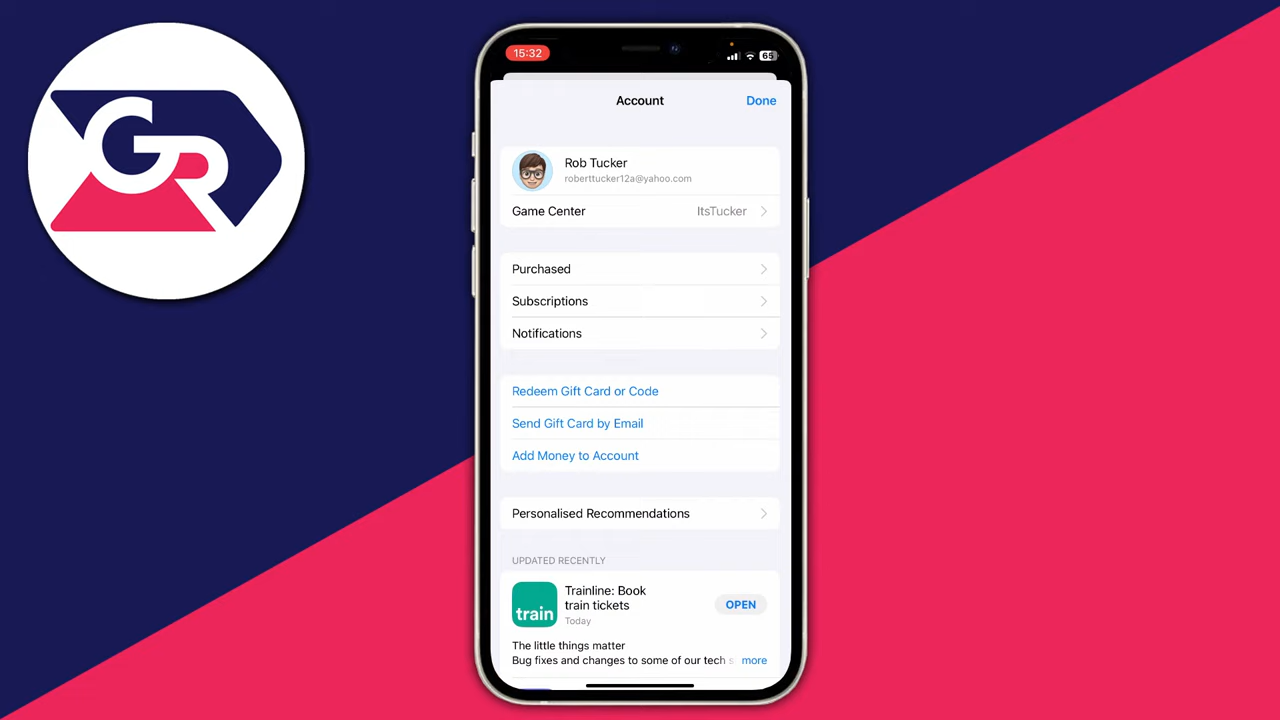 GR
15:32
65
Account
Done
Rob Tucker
roberttucker12a@yahoo.com
Game Center
ItsTucker
Purchased
Subscriptions
Notifications
Redeem Gift Card or Code
Send Gift Card by Email
Add Money to Account
Personalised Recommendations
UPDATED RECENTLY
train
Trainline: Book
train tickets
Today
OPEN
The little things matter
Bug fixes and changes to some of our tech s more